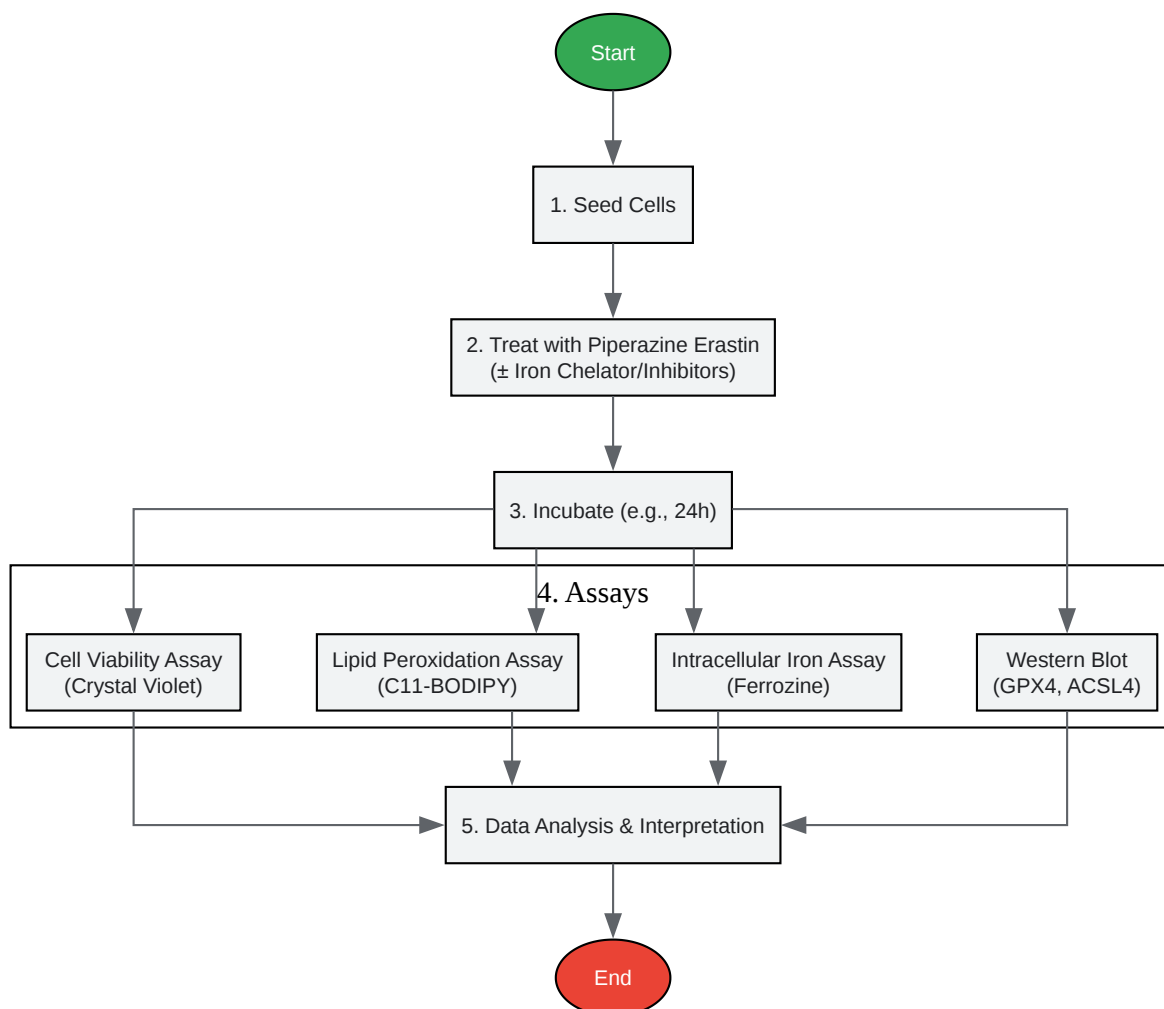 Start
1. Seed Cells
2. Treat with Piperazine Erastin
(± Iron Chelator/Inhibitors)
3. Incubate (e.g., 24h)
4. Assays
Cell Viability Assay
(Crystal Violet)
Lipid Peroxidation Assay
(C11-BODIPY)
Intracellular Iron Assay
(Ferrozine)
Western Blot
(GPX4, ACSL4)
5. Data Analysis & Interpretation
End